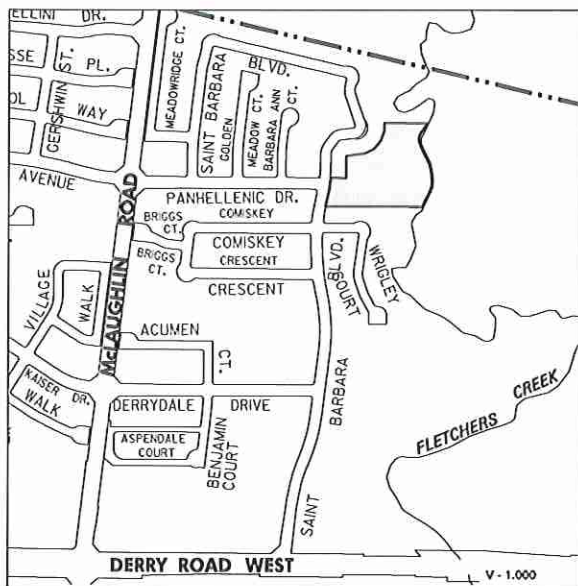 ELLINI DR.
SSE
ST.
PL.
OL
GERSHWIN
WAY
AVENUE
MEADOWRIDGE CT.
SAINT BARBARA
BLVD.
GOLDEN
MEADOW CT.
BARBARA ANN
CT.
McLAUGHLIN ROAD
PANHELLENIC DR.
COMISKEY
BRIGGS
CT.
COMISKEY
CRESCENT
BRIGGS
CT.
CRESCENT
BLVD.
COURT
WRIGLEY
VILLAGE
WALK
ACUMEN
CT.
KAISER DR.
WALK
DERRYDALE DRIVE
ASPENDALE
COURT
BENJAMIN
COURT
BARBARA
SAINT
FLETCHERS CREEK
DERRY ROAD WEST
V - 1.000